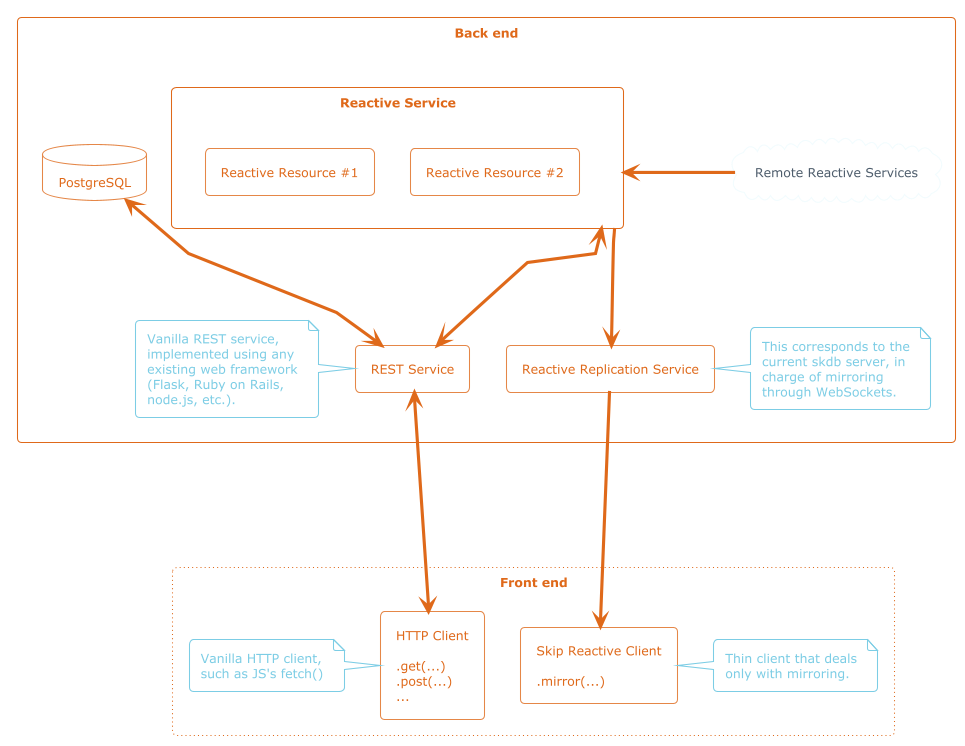 Back end
Reactive Service
PostgreSQL
Reactive Resource #1
Reactive Resource #2
Remote Reactive Services
Vanilla REST service,
implemented using any
existing web framework
(Flask, Ruby on Rails,
node.js, etc.).
REST Service
Reactive Replication Service
This corresponds to the
current skdb server, in
charge of mirroring
through WebSockets.
Front end
Vanilla HTTP client,
such as JS's fetch()
HTTP Client
.get(...)
.post(...)
...
Skip Reactive Client
.mirror(...)
Thin client that deals
only with mirroring.